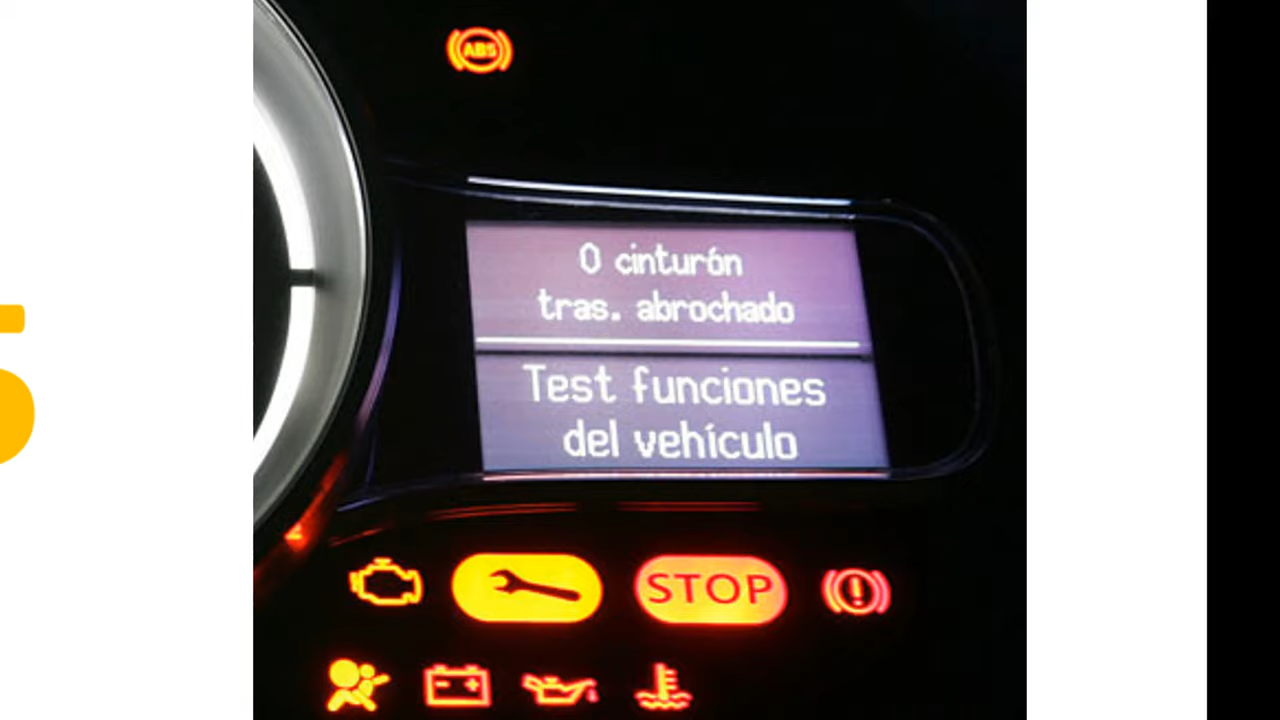 ABS
0 cinturón
tras. abrochado
Test funciones
del vehículo
STOP